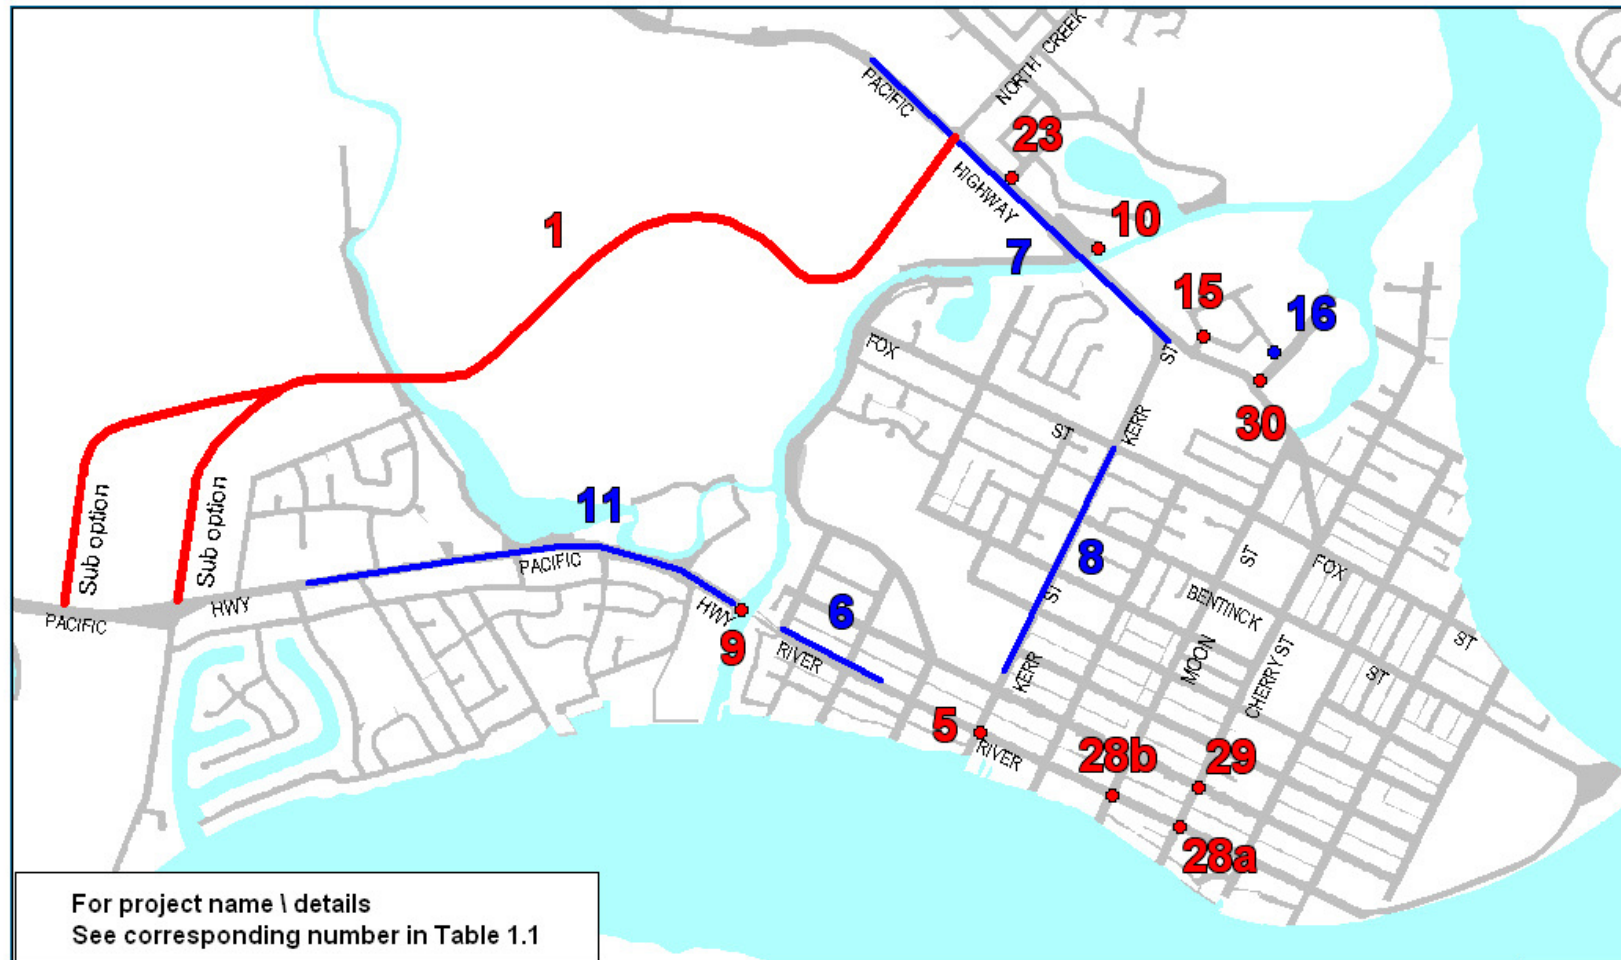 PACIFIC
NORTH CREEK
23
HIGHWAY
1
10
7
15
16
FOX
ST
30
ST
KERR
Sub option
Sub option
11
PACIFIC
HWY
PACIFIC
HWY
9
6
RIVER
8
ST
KERR
ST
BENTINCK
FOX
ST
ST
MOON
CHERRY ST
5
RIVER
28b
29
28a
For project name \ details
See corresponding number in Table 1.1